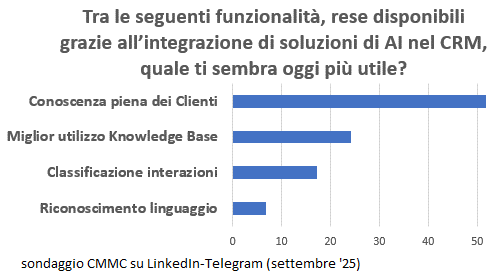 Tra le seguenti funzionalità, rese disponibili
grazie all’integrazione di soluzioni di AI nel CRM,
quale ti sembra oggi più utile?
Conoscenza piena dei Clienti
Miglior utilizzo Knowledge Base
Classificazione interazioni
Riconoscimento linguaggio
0 10 20 30 40 50
sondaggio CMMC su LinkedIn-Telegram (settembre '25)